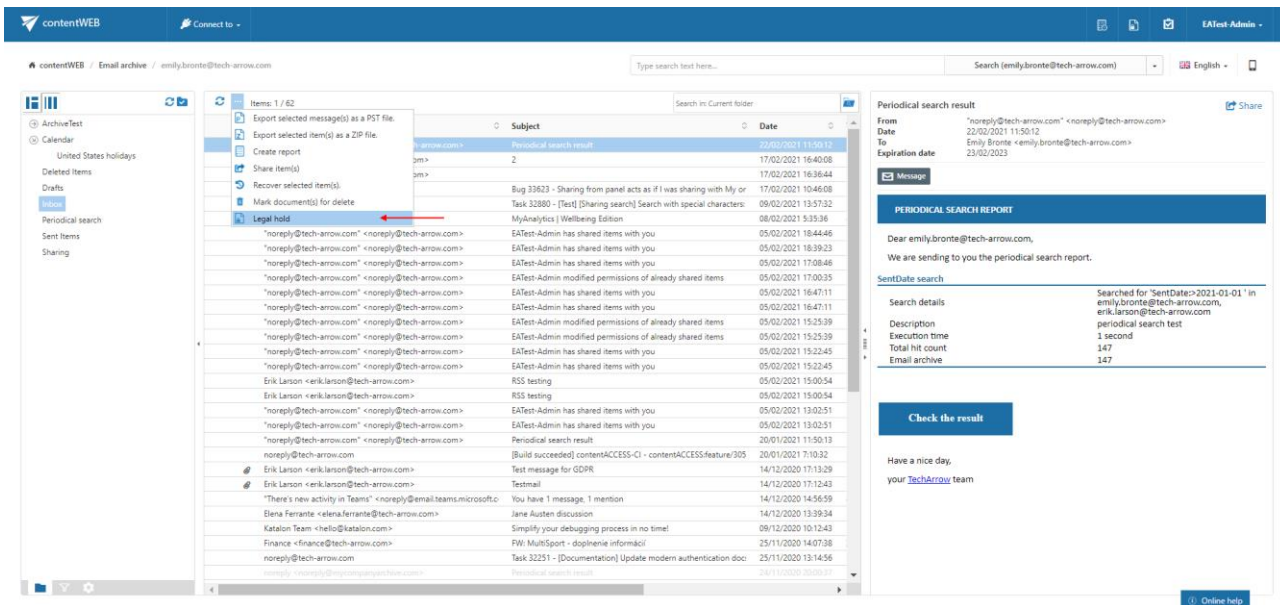 contentWEB
Connect to
EATest-Admin
contentWEB / Email archive / emily.bronte@tech-arrow.com
Type search text here...
Search (emily.bronte@tech-arrow.com)
English
ArchiveTest
Calendar
United States holidays
Deleted Items
Drafts
Inbox
Periodical search
Sent Items
Sharing
Items: 1 / 62
Search in: Current folder
Export selected message(s) as a PST file.
Export selected item(s) as a ZIP file.
Create report
Share item(s)
Recover selected item(s).
Mark document(s) for delete
Legal hold
Subject Date
Periodical search result 22/02/2021 11:50:12
2 17/02/2021 16:40:08
17/02/2021 16:36:44
Bug 33623 - Sharing from panel acts as if I was sharing with My or 17/02/2021 10:46:08
Task 32880 - [Test] [Sharing search] Search with special characters: 09/02/2021 13:57:32
MyAnalytics | Wellbeing Edition 08/02/2021 5:35:36
"noreply@tech-arrow.com" <noreply@tech-arrow.com> EATest-Admin has shared items with you 05/02/2021 18:44:46
"noreply@tech-arrow.com" <noreply@tech-arrow.com> EATest-Admin has shared items with you 05/02/2021 18:39:23
"noreply@tech-arrow.com" <noreply@tech-arrow.com> EATest-Admin has shared items with you 05/02/2021 17:08:46
"noreply@tech-arrow.com" <noreply@tech-arrow.com> EATest-Admin modified permissions of already shared items 05/02/2021 17:00:35
"noreply@tech-arrow.com" <noreply@tech-arrow.com> EATest-Admin has shared items with you 05/02/2021 16:47:11
"noreply@tech-arrow.com" <noreply@tech-arrow.com> EATest-Admin has shared items with you 05/02/2021 16:47:11
"noreply@tech-arrow.com" <noreply@tech-arrow.com> EATest-Admin modified permissions of already shared items 05/02/2021 15:25:39
"noreply@tech-arrow.com" <noreply@tech-arrow.com> EATest-Admin modified permissions of already shared items 05/02/2021 15:25:39
"noreply@tech-arrow.com" <noreply@tech-arrow.com> EATest-Admin has shared items with you 05/02/2021 15:22:45
"noreply@tech-arrow.com" <noreply@tech-arrow.com> EATest-Admin has shared items with you 05/02/2021 15:22:45
Erik Larson <erik.larson@tech-arrow.com> RSS testing 05/02/2021 15:00:54
Erik Larson <erik.larson@tech-arrow.com> RSS testing 05/02/2021 15:00:54
"noreply@tech-arrow.com" <noreply@tech-arrow.com> EATest-Admin has shared items with you 05/02/2021 13:02:51
"noreply@tech-arrow.com" <noreply@tech-arrow.com> EATest-Admin has shared items with you 05/02/2021 13:02:51
"noreply@tech-arrow.com" <noreply@tech-arrow.com> Periodical search result 20/01/2021 11:50:13
noreply@tech-arrow.com [Build succeeded] contentACCESS-CI - contentACCESS:feature/305 20/01/2021 7:10:32
Erik Larson <erik.larson@tech-arrow.com> Test message for GDPR 14/12/2020 17:13:29
Erik Larson <erik.larson@tech-arrow.com> Testmail 14/12/2020 17:12:43
"There's new activity in Teams" <noreply@email.teams.microsoft.c You have 1 message, 1 mention 14/12/2020 14:56:59
Elena Ferrante <elena.ferrante@tech-arrow.com> Jane Austen discussion 14/12/2020 13:39:34
Katalon Team <hello@katalon.com> Simplify your debugging process in no time! 09/12/2020 10:12:43
Finance <finance@tech-arrow.com> FW: MultiSport - doplnenie informácií 25/11/2020 14:07:38
noreply@tech-arrow.com Task 32251 - [Documentation] Update modern authentication doc: 25/11/2020 13:14:56
noreply <noreply@mycompanyarchive.com> Periodical search result 24/11/2020 20:00:37
Periodical search result
Share
From "noreply@tech-arrow.com" <noreply@tech-arrow.com>
Date 22/02/2021 11:50:12
To Emily Bronte <emily.bronte@tech-arrow.com>
Expiration date 23/02/2023
Message
PERIODICAL SEARCH REPORT
Dear emily.bronte@tech-arrow.com,
We are sending to you the periodical search report.
SentDate search
Search details Searched for 'SentDate:>2021-01-01 ' in
emily.bronte@tech-arrow.com,
erik.larson@tech-arrow.com
Description periodical search test
Execution time 1 second
Total hit count 147
Email archive 147
Check the result
Have a nice day,
your TechArrow team
Online help